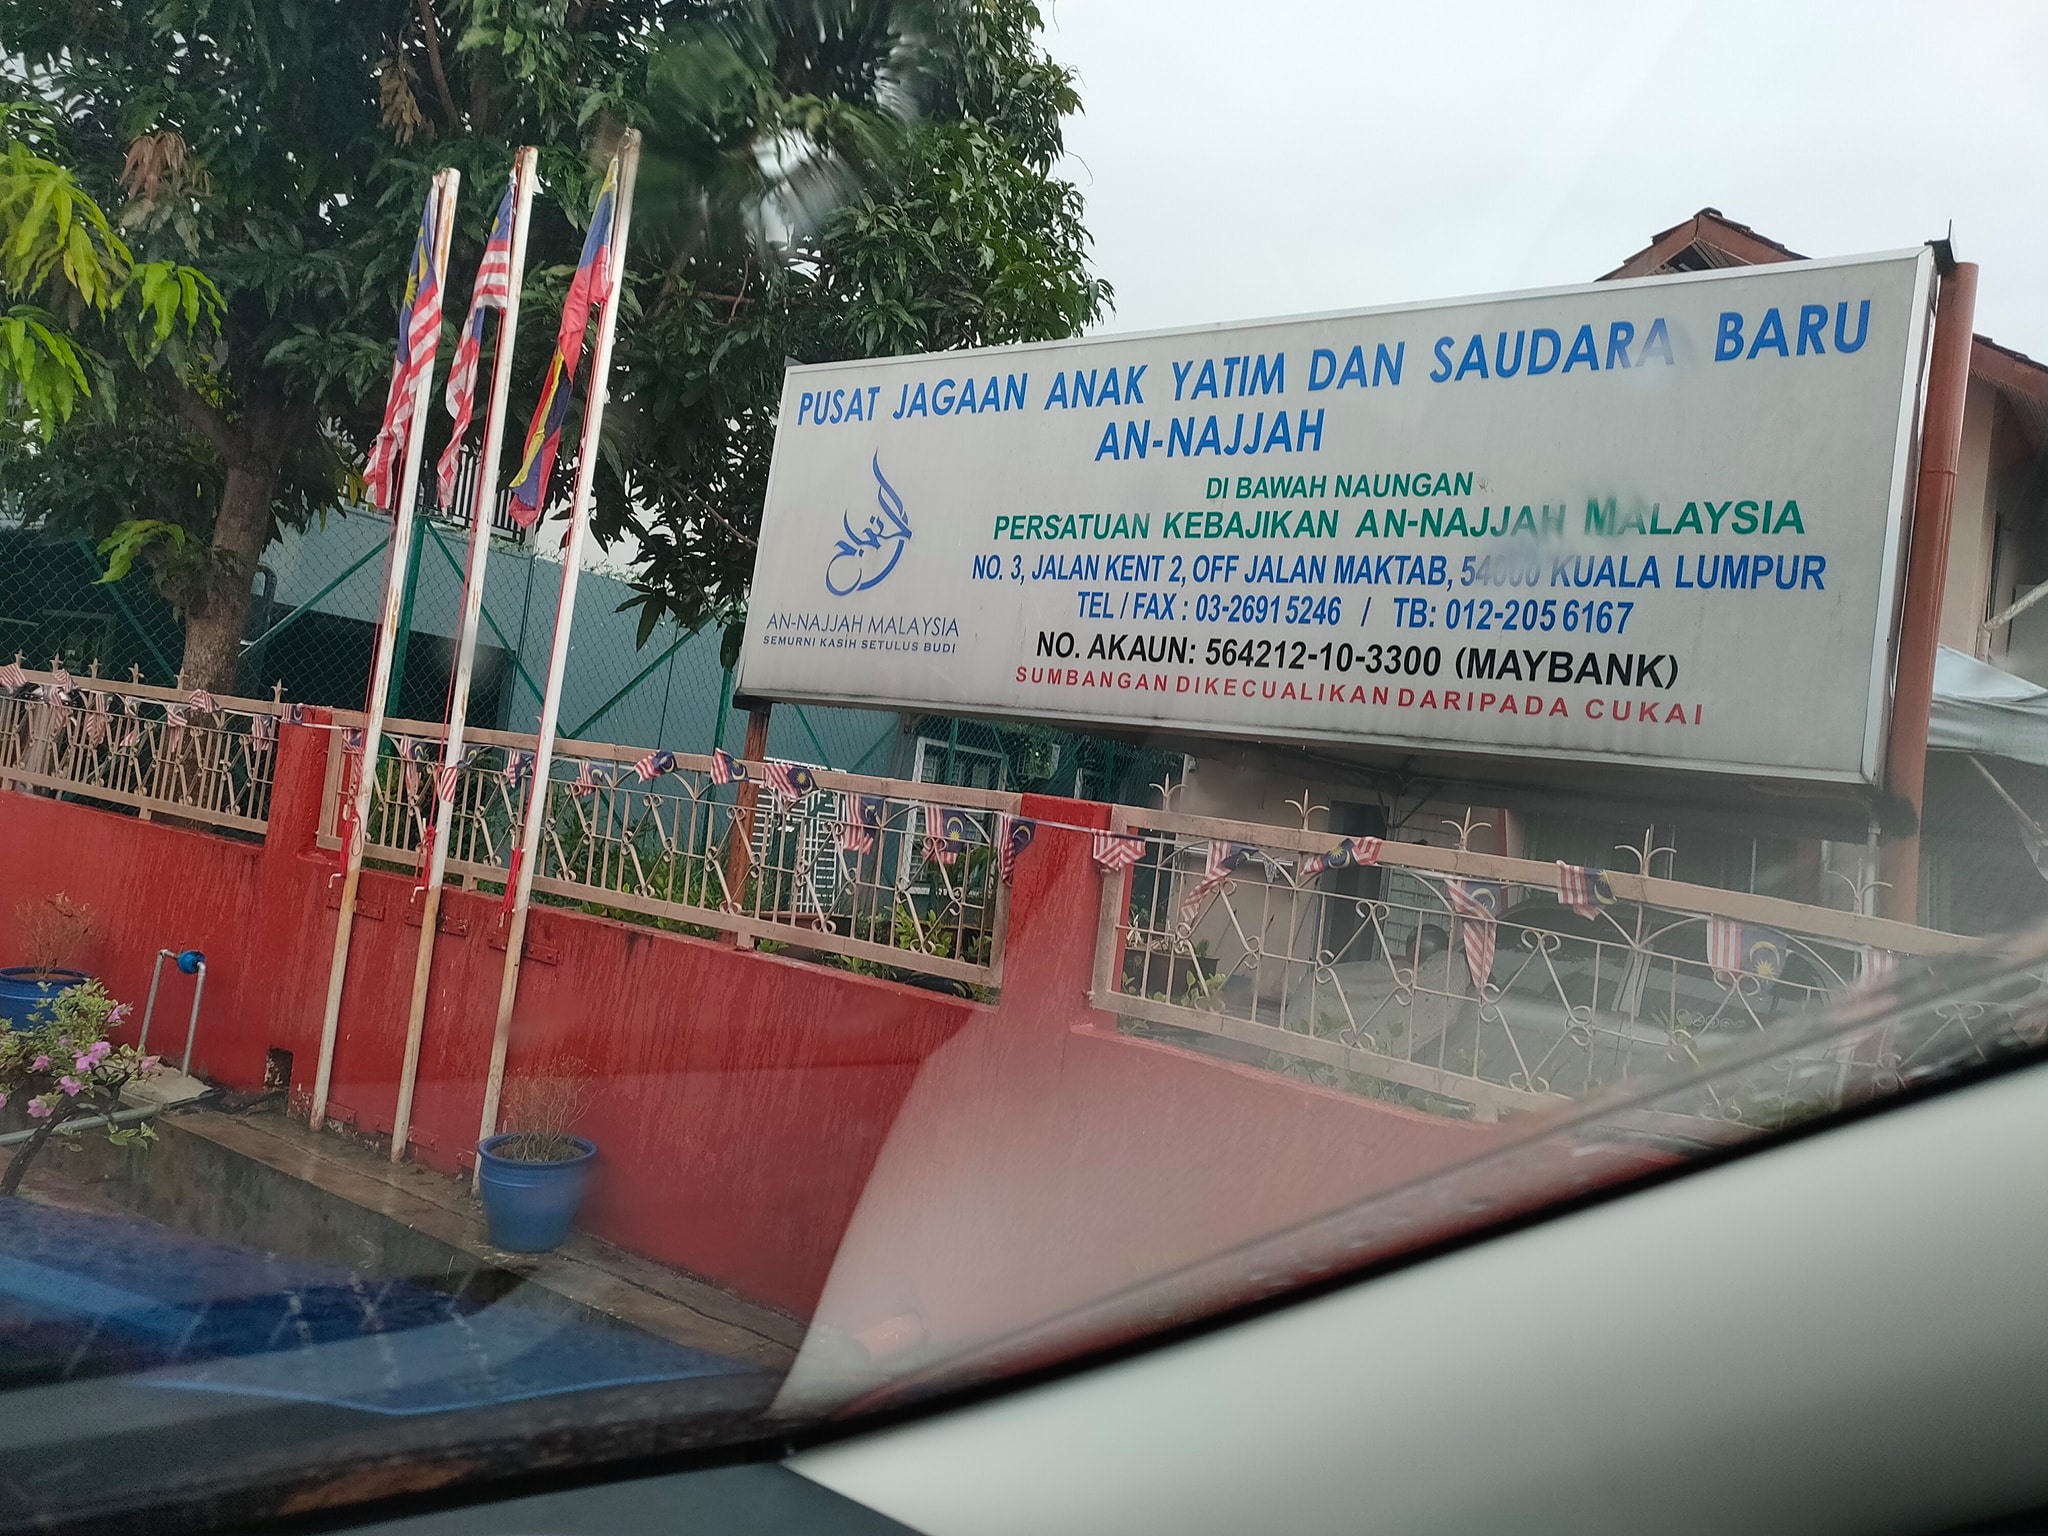 PUSAT JAGAAN ANAK YATIM DAN SAUDARA BARU
AN-NAJJAH
DI BAWAH NAUNGAN
PERSATUAN KEBAJIKAN AN-NAJJAH MALAYSIA
NO. 3, JALAN KENT 2, OFF JALAN MAKTAB, 54000 KUALA LUMPUR
TEL / FAX : 03-2691 5246 / TB: 012-205 6167
NO. AKAUN: 564212-10-3300 (MAYBANK)
SUMBANGAN DIKECUALIKAN DARIPADA CUKAI
AN-NAJJAH MALAYSIA
SEMURNI KASIH SETULUS BUDI